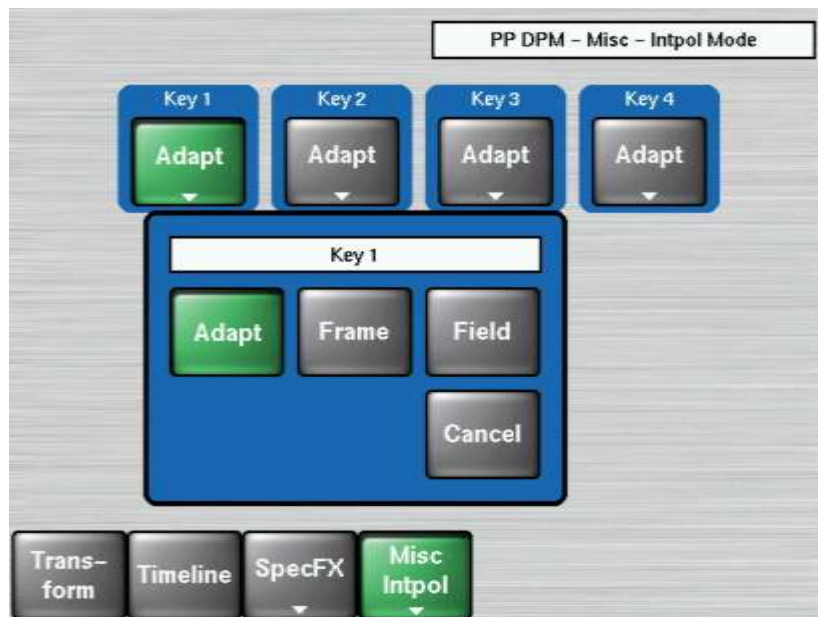 PP DPM – Misc – Intpol Mode
Key 1 Key 2 Key 3 Key 4
Adapt Adapt Adapt Adapt
Key 1
Adapt Frame Field
Cancel
Trans–
form
Timeline
SpecFX
Misc
Intpol